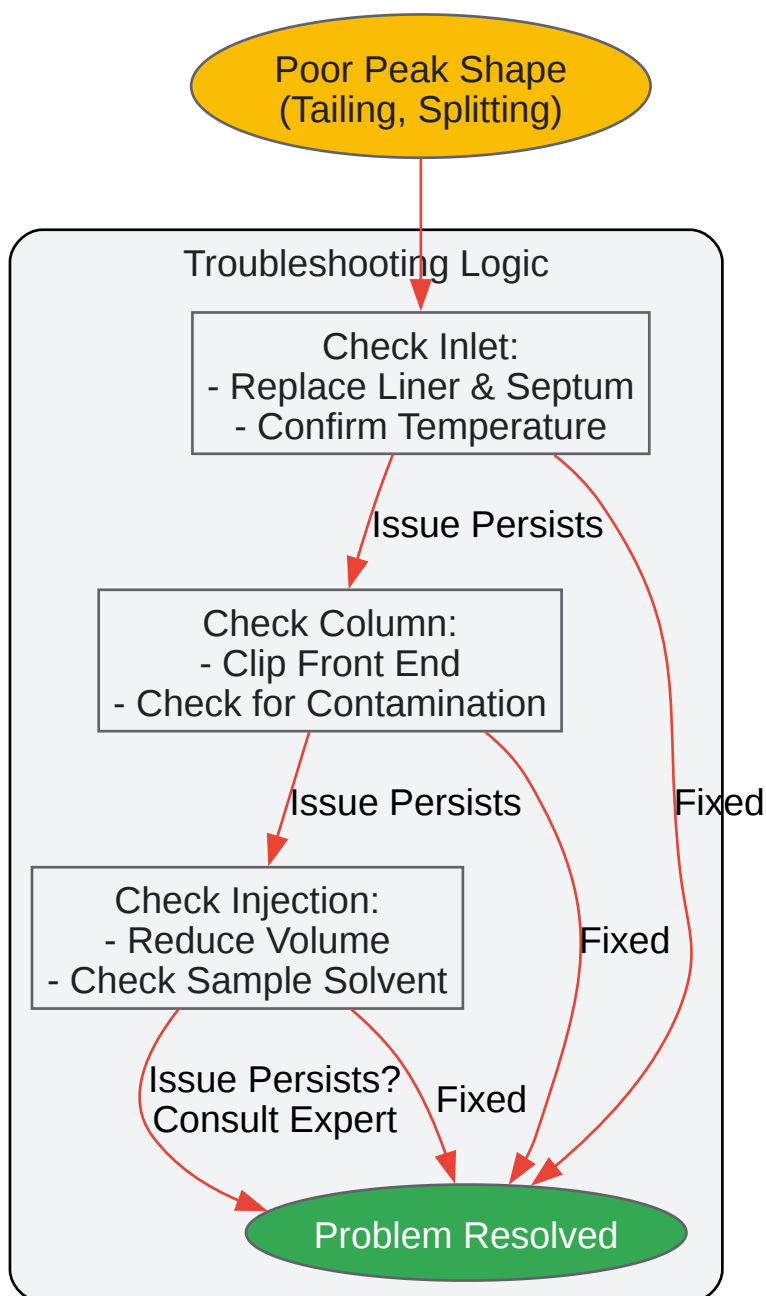 Poor Peak Shape
(Tailing, Splitting)
Troubleshooting Logic
Check Inlet:
- Replace Liner & Septum
- Confirm Temperature
Issue Persists
Check Column:
- Clip Front End
- Check for Contamination
Issue Persists
Fixed
Check Injection:
- Reduce Volume
- Check Sample Solvent
Fixed
Issue Persists?
Consult Expert
Fixed
Problem Resolved